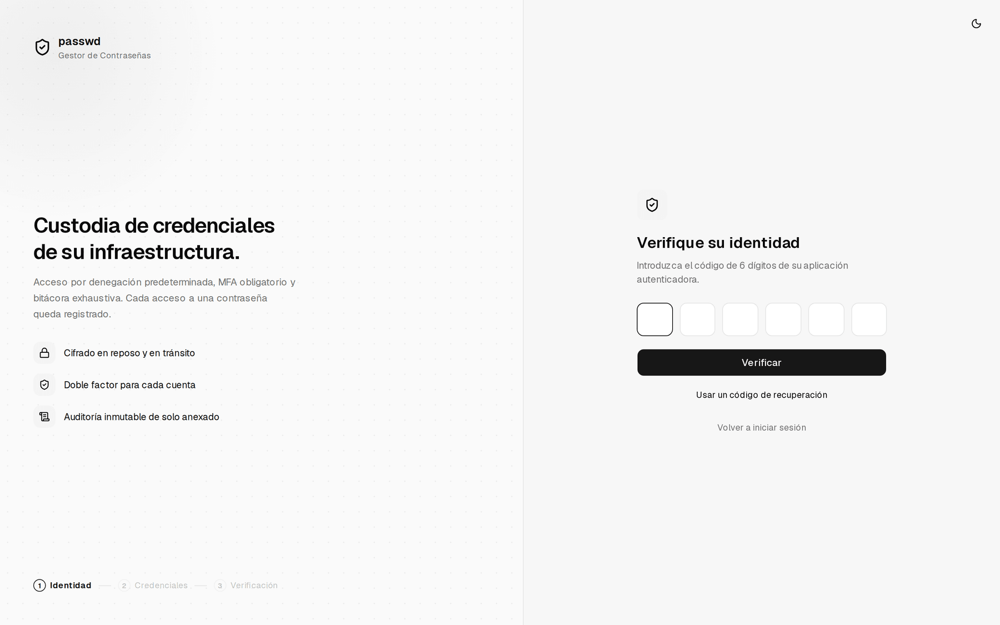 passwd
Gestor de Contraseñas
Custodia de credenciales
de su infraestructura.
Acceso por denegación predeterminada, MFA obligatorio y
bitácora exhaustiva. Cada acceso a una contraseña
queda registrado.
Cifrado en reposo y en tránsito
Doble factor para cada cuenta
Auditoría inmutable de solo anexado
1 Identidad
2 Credenciales
3 Verificación
Verifique su identidad
Introduzca el código de 6 dígitos de su aplicación
autenticadora.
Verificar
Usar un código de recuperación
Volver a iniciar sesión